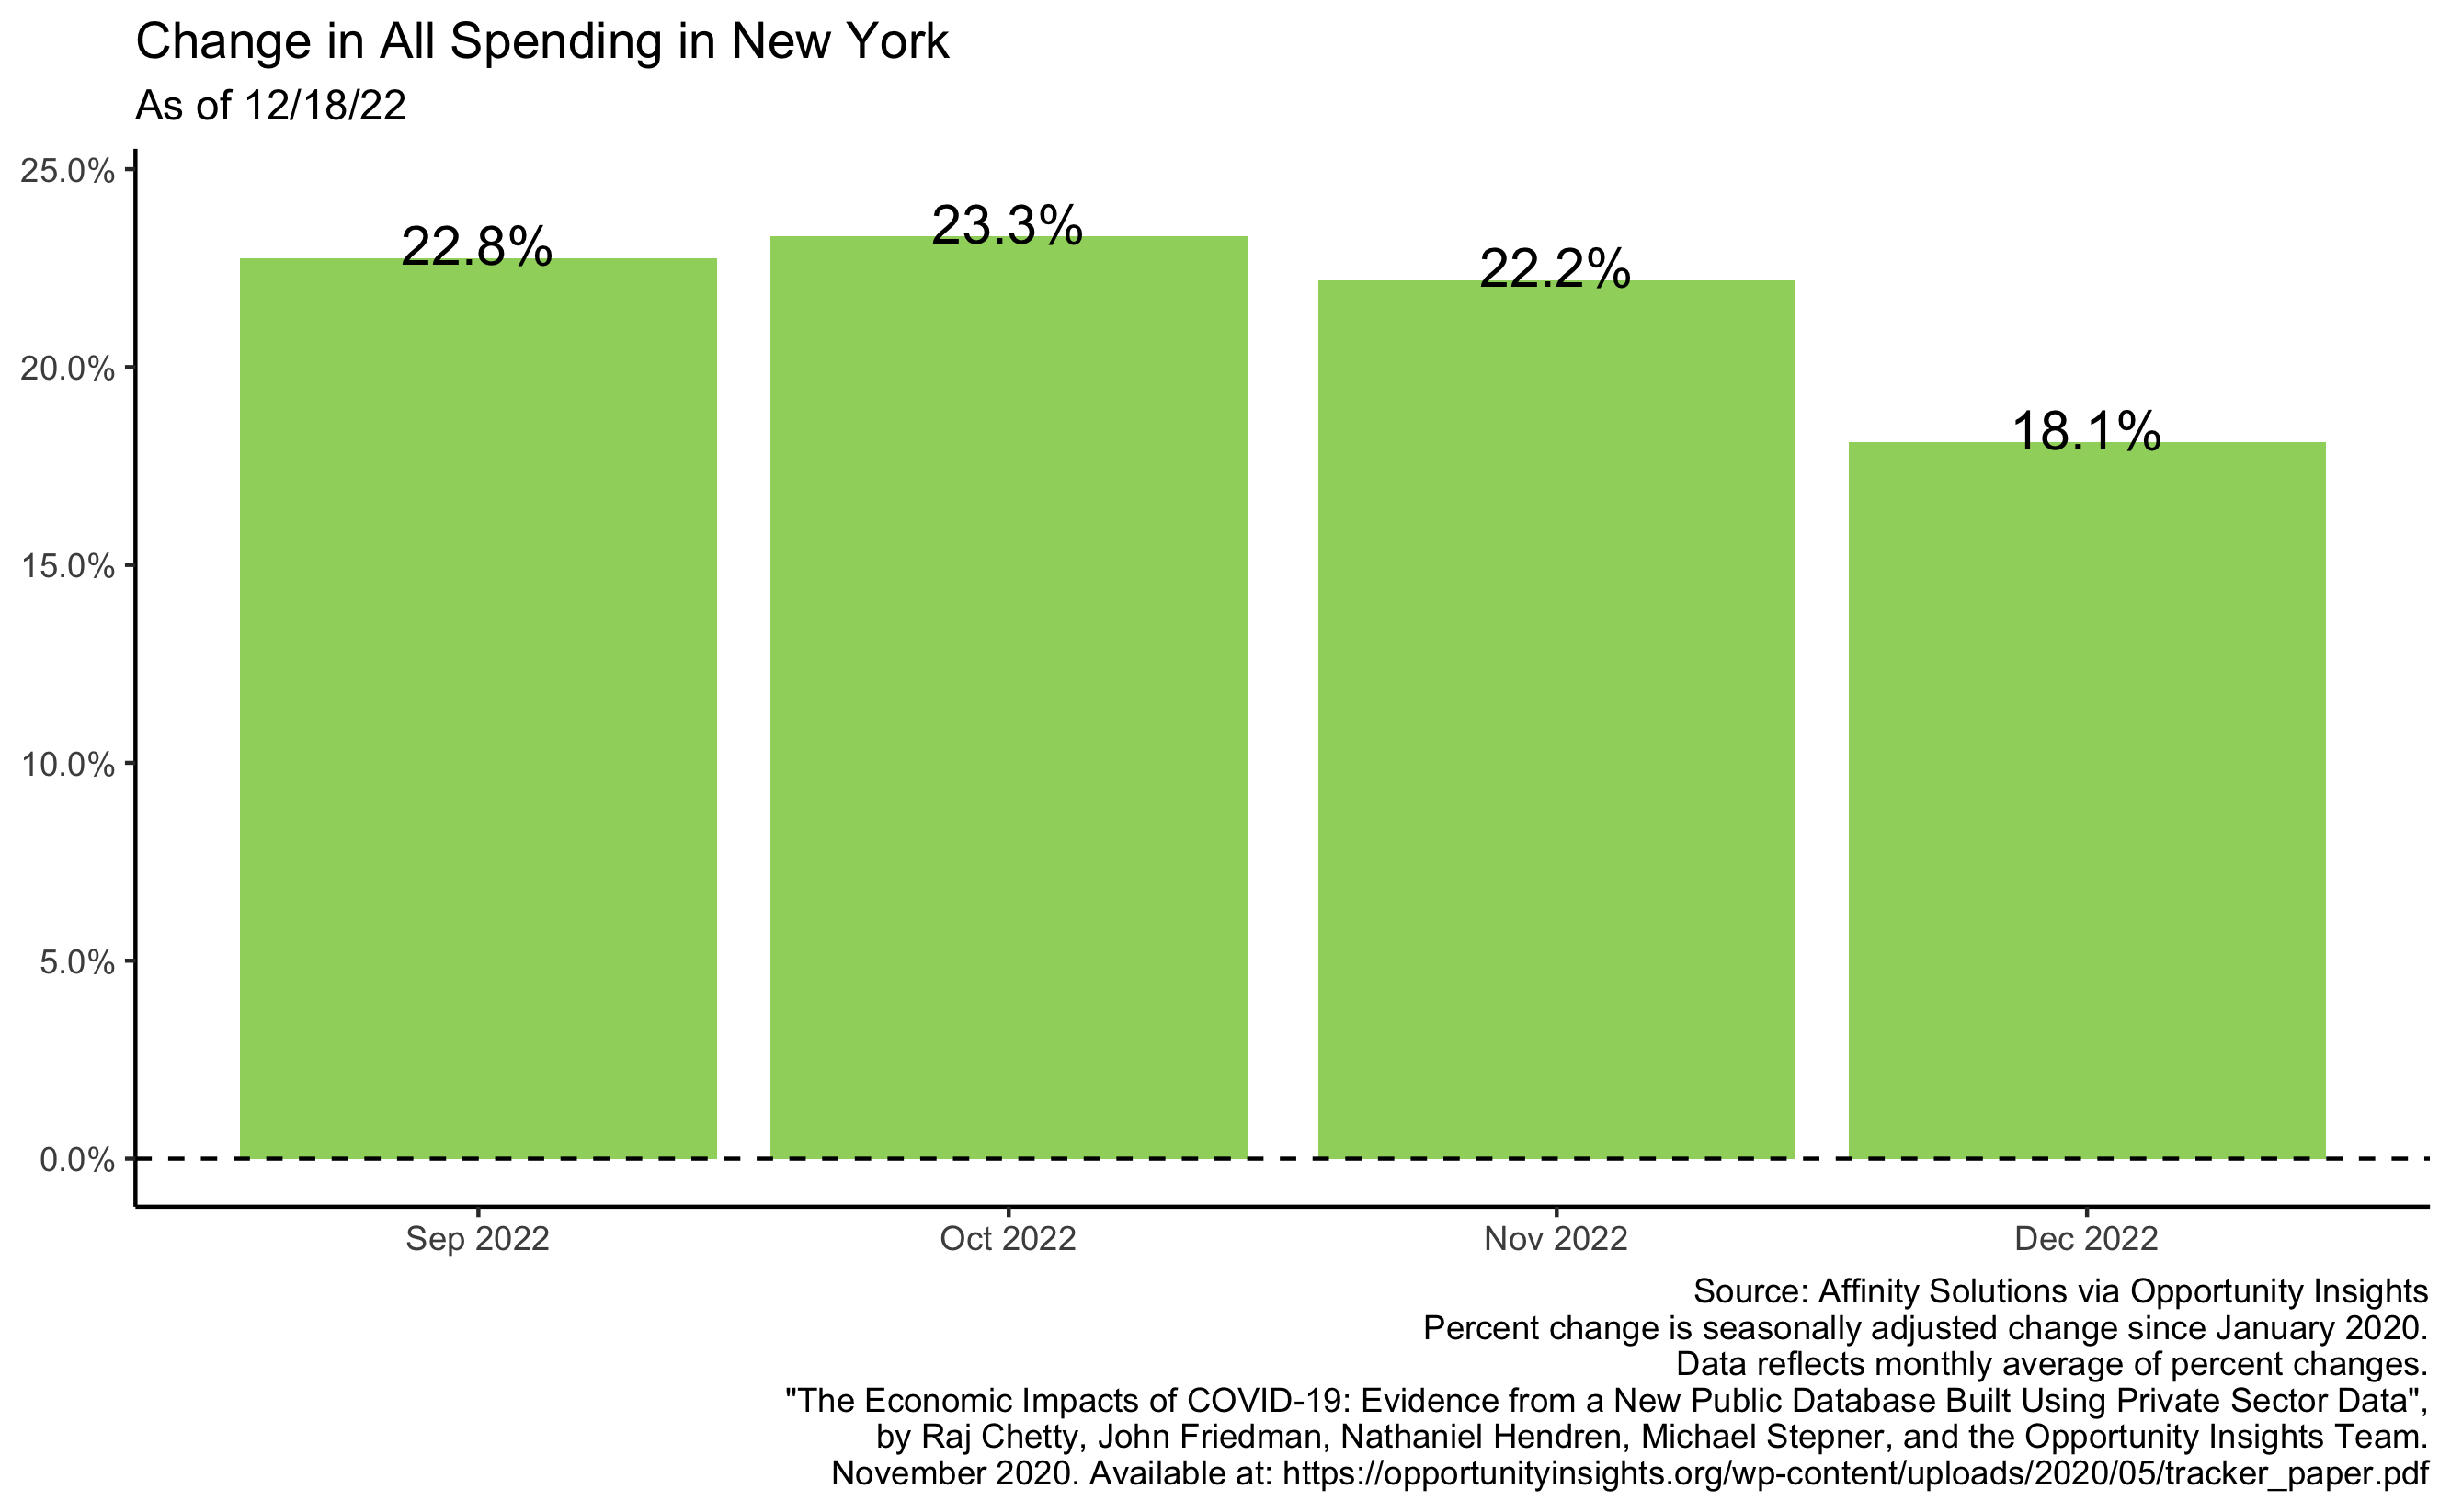 Change in All Spending in New York
As of 12/18/22
25.0%
20.0%
15.0%
10.0%
5.0%
0.0%
22.8%
23.3%
22.2%
18.1%
Sep 2022
Oct 2022
Nov 2022
Dec 2022
Source: Affinity Solutions via Opportunity Insights
Percent change is seasonally adjusted change since January 2020.
Data reflects monthly average of percent changes.
"The Economic Impacts of COVID-19: Evidence from a New Public Database Built Using Private Sector Data",
by Raj Chetty, John Friedman, Nathaniel Hendren, Michael Stepner, and the Opportunity Insights Team.
November 2020. Available at: https://opportunityinsights.org/wp-content/uploads/2020/05/tracker_paper.pdf